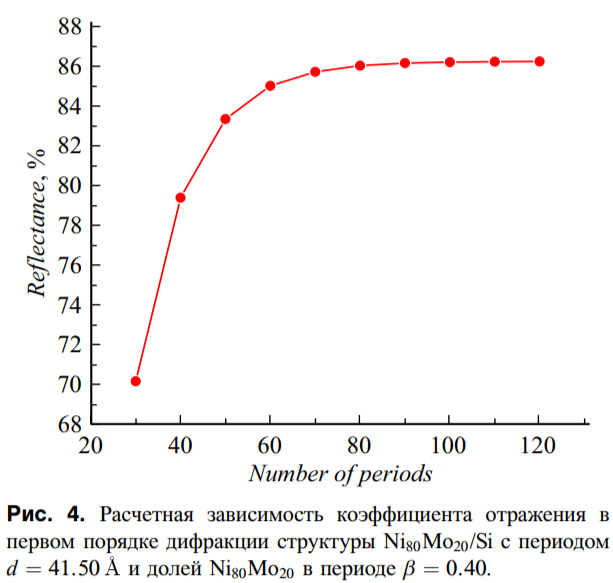 88
86
84
82
80
78
76
74
72
70
68
Reflectance, %
20 40 60 80 100 120
Number of periods
Рис. 4. Расчетная зависимость коэффициента отражения в
первом порядке дифракции структуры Ni₈₀Mo₂₀/Si с периодом
d = 41.50 Å и долей Ni₈₀Mo₂₀ в периоде β = 0.40.